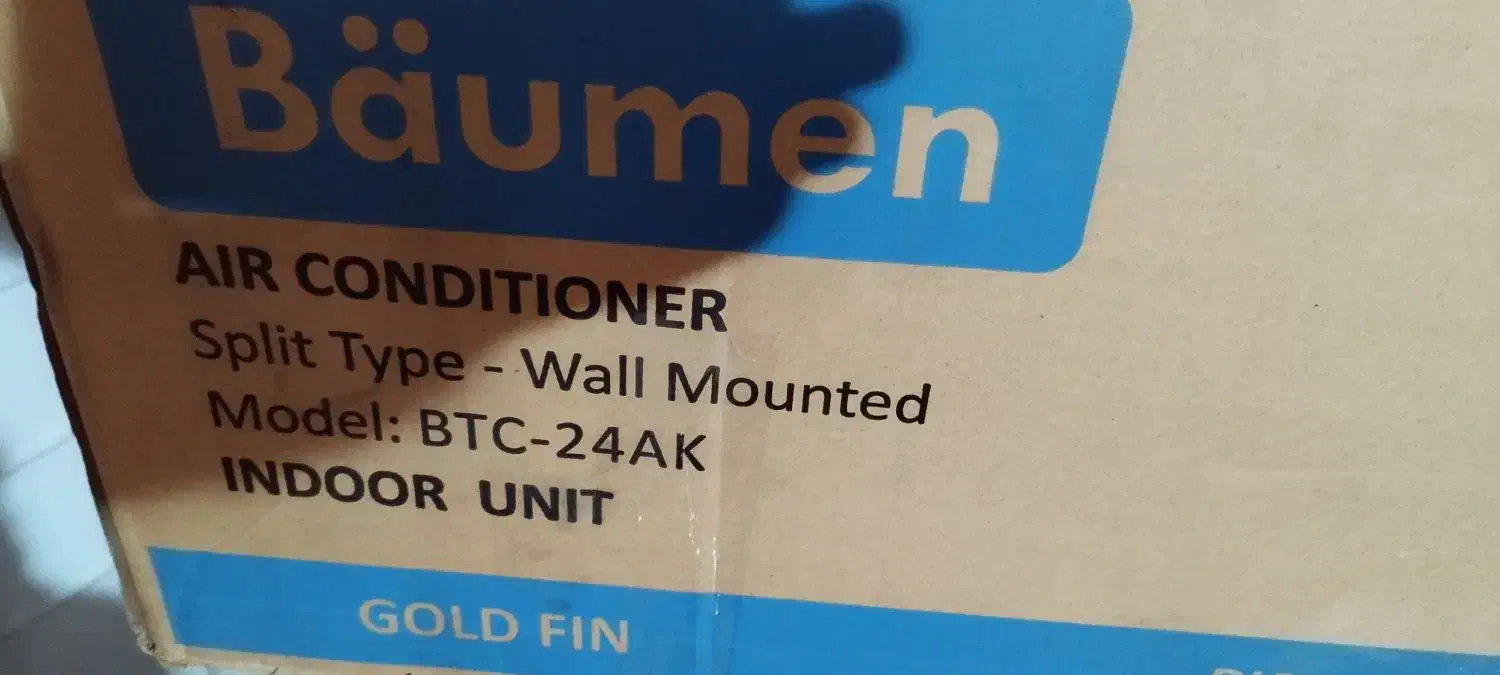 Bäumen
AIR CONDITIONER
Split Type - Wall Mounted
Model: BTC-24AK
INDOOR UNIT
GOLD FIN